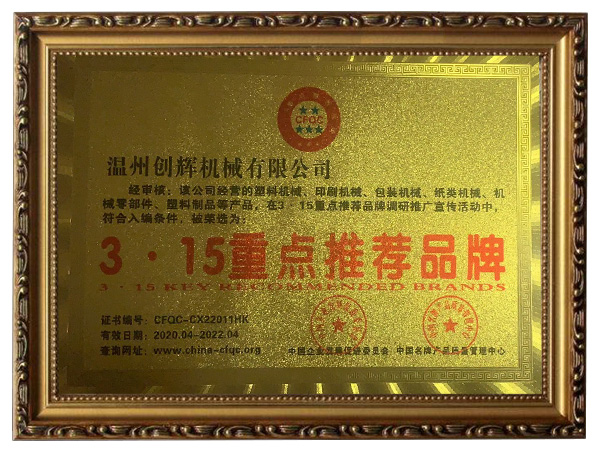 CFQC
温州创辉机械有限公司
经审核：该公司经营的塑料机械、印刷机械、包装机械、纸类机械、机
械零部件、塑料制品等产品，在3·15重点推荐品牌调研推广宣传活动中，
符合入编条件，被荣选为：
3·15重点推荐品牌
3·15 KEY RECOMMENDED BRANDS
证书编号：CFQC-CX22011HK
有效日期：2020.04-2022.04
查询网址：www.china-cfqc.org
中国企业发展促进委员会 中国名牌产品质量管理中心